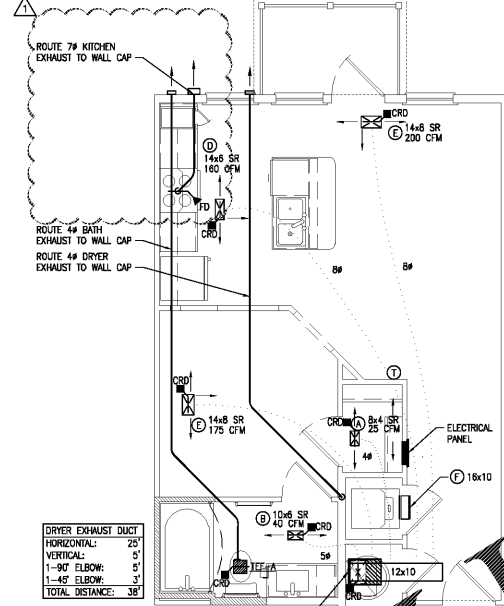 1
ROUTE 7ø KITCHEN
EXHAUST TO WALL CAP
CRD
E 14x8 SR
200 CFM
D
14x6 SR
160 CFM
FD
CRD
ROUTE 4ø BATH
EXHAUST TO WALL CAP
ROUTE 4ø DRYER
EXHAUST TO WALL CAP
8ø
8ø
T
CRD
E 14x8 SR
175 CFM
CRD
1A 8x4 SR
25 CFM
4ø
ELECTRICAL
PANEL
F 16x10
B 10x6 SR
40 CFM
CRD
5ø
TEF-A
CRD
12x10
CRD
DRYER EXHAUST DUCT
HORIZONTAL: 25'
VERTICAL: 5'
1-90° ELBOW: 5'
1-45° ELBOW: 3'
TOTAL DISTANCE: 38'